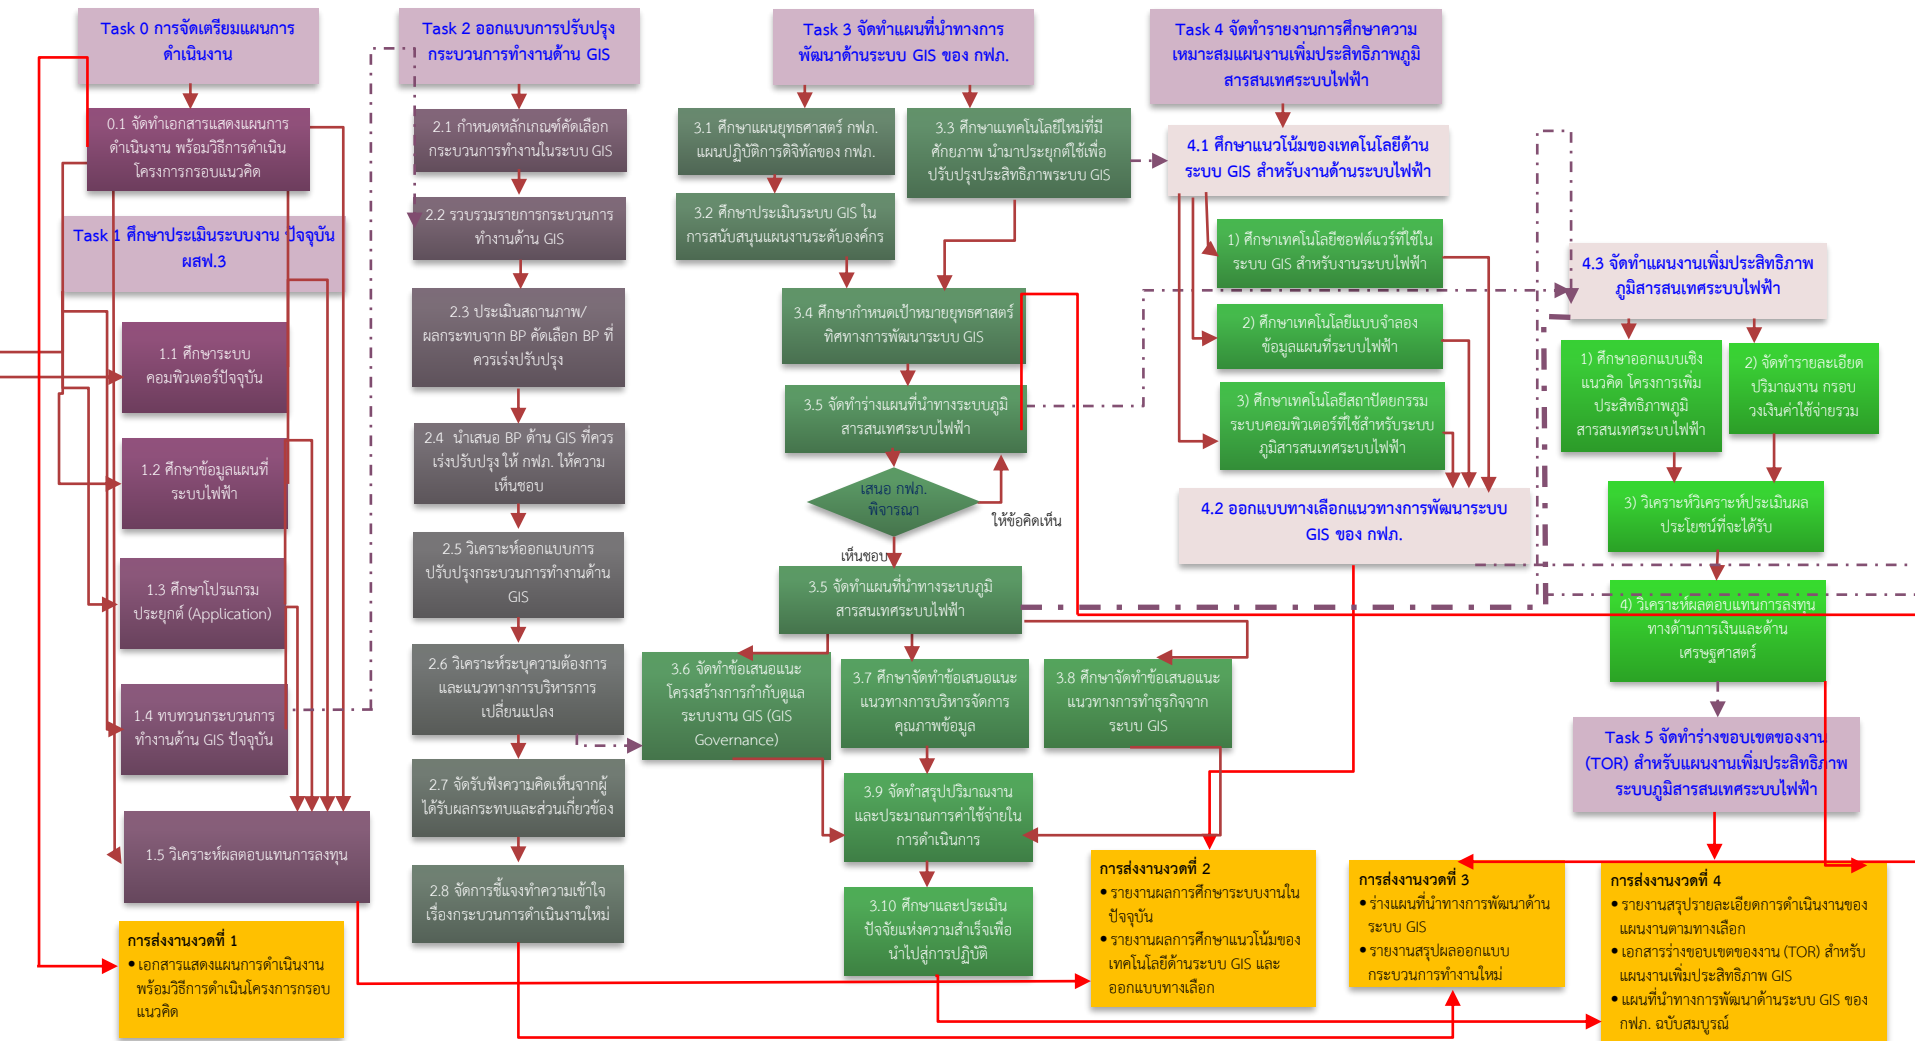 Task 0 การจัดเตรียมแผนการ
ดำเนินงาน
0.1 จัดทำเอกสารแสดงแผนการ
ดำเนินงาน พร้อมวิธีการดำเนิน
โครงการกรอบแนวคิด
Task 1 ศึกษาประเมินระบบงาน ปัจจุบัน
ผสฟ.3
1.1 ศึกษาระบบ
คอมพิวเตอร์ปัจจุบัน
1.2 ศึกษาข้อมูลแผนที่
ระบบไฟฟ้า
1.3 ศึกษาโปรแกรม
ประยุกต์ (Application)
1.4 ทบทวนกระบวนการ
ทำงานด้าน GIS ปัจจุบัน
1.5 วิเคราะห์ผลตอบแทนการลงทุน
การส่งงานงวดที่ 1
• เอกสารแสดงแผนการดำเนินงาน
พร้อมวิธีการดำเนินโครงการกรอบ
แนวคิด
Task 2 ออกแบบการปรับปรุง
กระบวนการทำงานด้าน GIS
2.1 กำหนดหลักเกณฑ์คัดเลือก
กระบวนการทำงานในระบบ GIS
2.2 รวบรวมรายการกระบวนการ
ทำงานด้าน GIS
2.3 ประเมินสถานภาพ/
ผลกระทบจาก BP คัดเลือก BP ที่
ควรเร่งปรับปรุง
2.4 นำเสนอ BP ด้าน GIS ที่ควร
เร่งปรับปรุง ให้ กฟภ. ให้ความ
เห็นชอบ
2.5 วิเคราะห์ออกแบบการ
ปรับปรุงกระบวนการทำงานด้าน
GIS
2.6 วิเคราะห์ระบุความต้องการ
และแนวทางการบริหารการ
เปลี่ยนแปลง
2.7 จัดรับฟังความคิดเห็นจากผู้
ได้รับผลกระทบและส่วนเกี่ยวข้อง
2.8 จัดการชี้แจงทำความเข้าใจ
เรื่องกระบวนการดำเนินงานใหม่
Task 3 จัดทำแผนที่นำทางการ
พัฒนาด้านระบบ GIS ของ กฟภ.
3.1 ศึกษาแผนยุทธศาสตร์ กฟภ.
แผนปฏิบัติการดิจิทัลของ กฟภ.
3.2 ศึกษาประเมินระบบ GIS ใน
การสนับสนุนแผนงานระดับองค์กร
3.3 ศึกษาแเทคโนโลยีใหม่ที่มี
ศักยภาพ นำมาประยุกต์ใช้เพื่อ
ปรับปรุงประสิทธิภาพระบบ GIS
3.4 ศึกษากำหนดเป้าหมายยุทธศาสตร์
ทิศทางการพัฒนาระบบ GIS
3.5 จัดทำร่างแผนที่นำทางระบบภูมิ
สารสนเทศระบบไฟฟ้า
เสนอ กฟภ.
พิจารณา
ให้ข้อคิดเห็น
เห็นชอบ
3.5 จัดทำแผนที่นำทางระบบภูมิ
สารสนเทศระบบไฟฟ้า
3.6 จัดทำข้อเสนอแนะ
โครงสร้างการกำกับดูแล
ระบบงาน GIS (GIS
Governance)
3.7 ศึกษาจัดทำข้อเสนอแนะ
แนวทางการบริหารจัดการ
คุณภาพข้อมูล
3.8 ศึกษาจัดทำข้อเสนอแนะ
แนวทางการทำธุรกิจจาก
ระบบ GIS
3.9 จัดทำสรุปปริมาณงาน
และประมาณการค่าใช้จ่ายใน
การดำเนินการ
3.10 ศึกษาและประเมิน
ปัจจัยแห่งความสำเร็จเพื่อ
นำไปสู่การปฏิบัติ
Task 4 จัดทำรายงานการศึกษาความ
เหมาะสมแผนงานเพิ่มประสิทธิภาพภูมิ
สารสนเทศระบบไฟฟ้า
4.1 ศึกษาแนวโน้มของเทคโนโลยีด้าน
ระบบ GIS สำหรับงานด้านระบบไฟฟ้า
1) ศึกษาเทคโนโลยีซอฟต์แวร์ที่ใช้ใน
ระบบ GIS สำหรับงานระบบไฟฟ้า
2) ศึกษาเทคโนโลยีแบบจำลอง
ข้อมูลแผนที่ระบบไฟฟ้า
3) ศึกษาเทคโนโลยีสถาปัตยกรรม
ระบบคอมพิวเตอร์ที่ใช้สำหรับระบบ
ภูมิสารสนเทศระบบไฟฟ้า
4.2 ออกแบบทางเลือกแนวทางการพัฒนาระบบ
GIS ของ กฟภ.
4.3 จัดทำแผนงานเพิ่มประสิทธิภาพ
ภูมิสารสนเทศระบบไฟฟ้า
1) ศึกษาออกแบบเชิง
แนวคิด โครงการเพิ่ม
ประสิทธิภาพภูมิ
สารสนเทศระบบไฟฟ้า
2) จัดทำรายละเอียด
ปริมาณงาน กรอบ
วงเงินค่าใช้จ่ายรวม
3) วิเคราะห์วิเคราะห์ประเมินผล
ประโยชน์ที่จะได้รับ
4) วิเคราะห์ผลตอบแทนการลงทุน
ทางด้านการเงินและด้าน
เศรษฐศาสตร์
Task 5 จัดทำร่างขอบเขตของงาน
(TOR) สำหรับแผนงานเพิ่มประสิทธิภาพ
ระบบภูมิสารสนเทศระบบไฟฟ้า
การส่งงานงวดที่ 2
• รายงานผลการศึกษาระบบงานใน
ปัจจุบัน
• รายงานผลการศึกษาแนวโน้มของ
เทคโนโลยีด้านระบบ GIS และ
ออกแบบทางเลือก
การส่งงานงวดที่ 3
• ร่างแผนที่นำทางการพัฒนาด้าน
ระบบ GIS
• รายงานสรุปผลออกแบบ
กระบวนการทำงานใหม่
การส่งงานงวดที่ 4
• รายงานสรุปรายละเอียดการดำเนินงานของ
แผนงานตามทางเลือก
• เอกสารร่างขอบเขตของงาน (TOR) สำหรับ
แผนงานเพิ่มประสิทธิภาพ GIS
• แผนที่นำทางการพัฒนาด้านระบบ GIS ของ
กฟภ. ฉบับสมบูรณ์